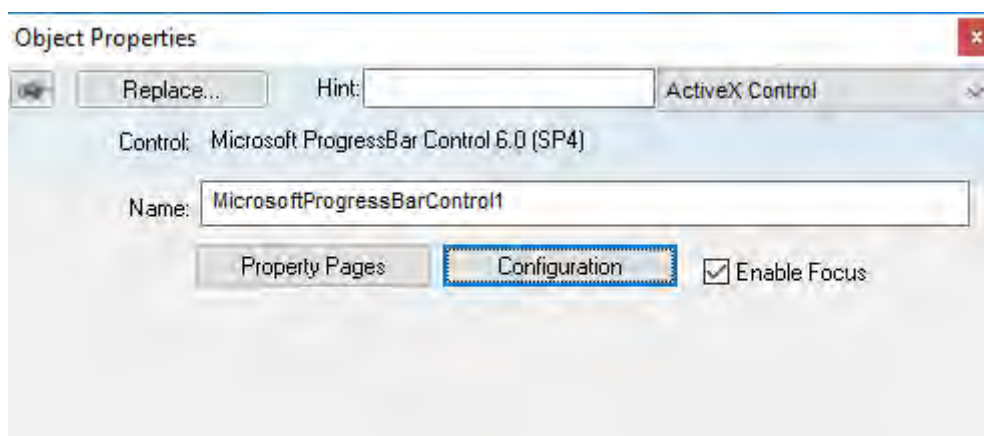 Object Properties
Replace... Hint: ActiveX Control
Control: Microsoft ProgressBar Control 6.0 (SP4)
Name: MicrosoftProgressBarControl1
Property Pages Configuration Enable Focus